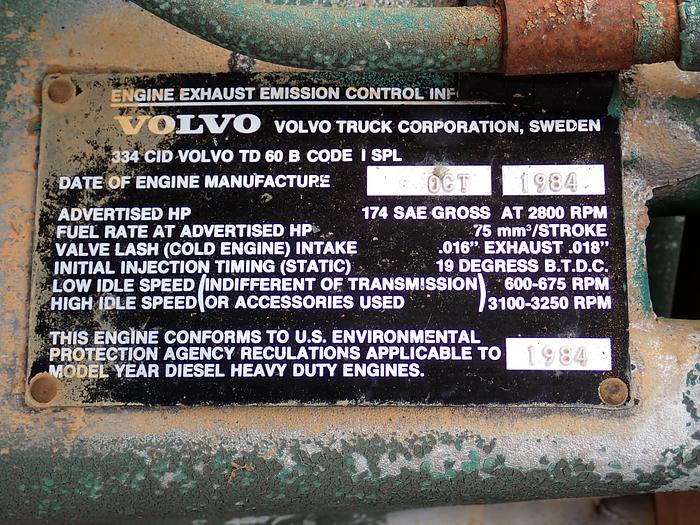 ENGINE EXHAUST EMISSION CONTROL
VOLVO VOLVO TRUCK CORPORATION, SWEDEN
334 CID VOLVO TD 60 B CODE I SPL
DATE OF ENGINE MANUFACTURE OCT 1984
ADVERTISED HP 174 SAE GROSS AT 2800 RPM
FUEL RATE AT ADVERTISED HP 75 mm³/STROKE
VALVE LASH (COLD ENGINE) INTAKE .016” EXHAUST .018”
INITIAL INJECTION TIMING (STATIC) 19 DEGRESS B.T.D.C.
LOW IDLE SPEED (INDIFFERENT OF TRANSMISSION) 600-675 RPM
HIGH IDLE SPEED (OR ACCESSORIES USED) 3100-3250 RPM
THIS ENGINE CONFORMS TO U.S. ENVIRONMENTAL
PROTECTION AGENCY RECULATIONS APPLICABLE TO 1984
MODEL YEAR DIESEL HEAVY DUTY ENGINES.